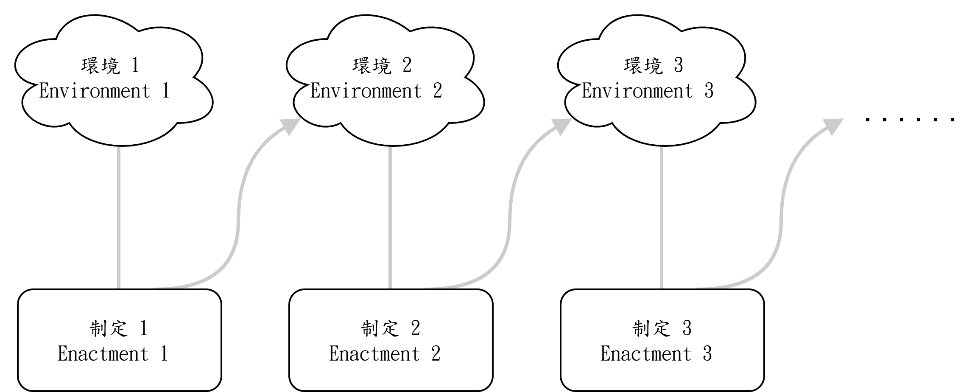 環境 1
Environment 1
環境 2
Environment 2
環境 3
Environment 3
......
制定 1
Enactment 1
制定 2
Enactment 2
制定 3
Enactment 3